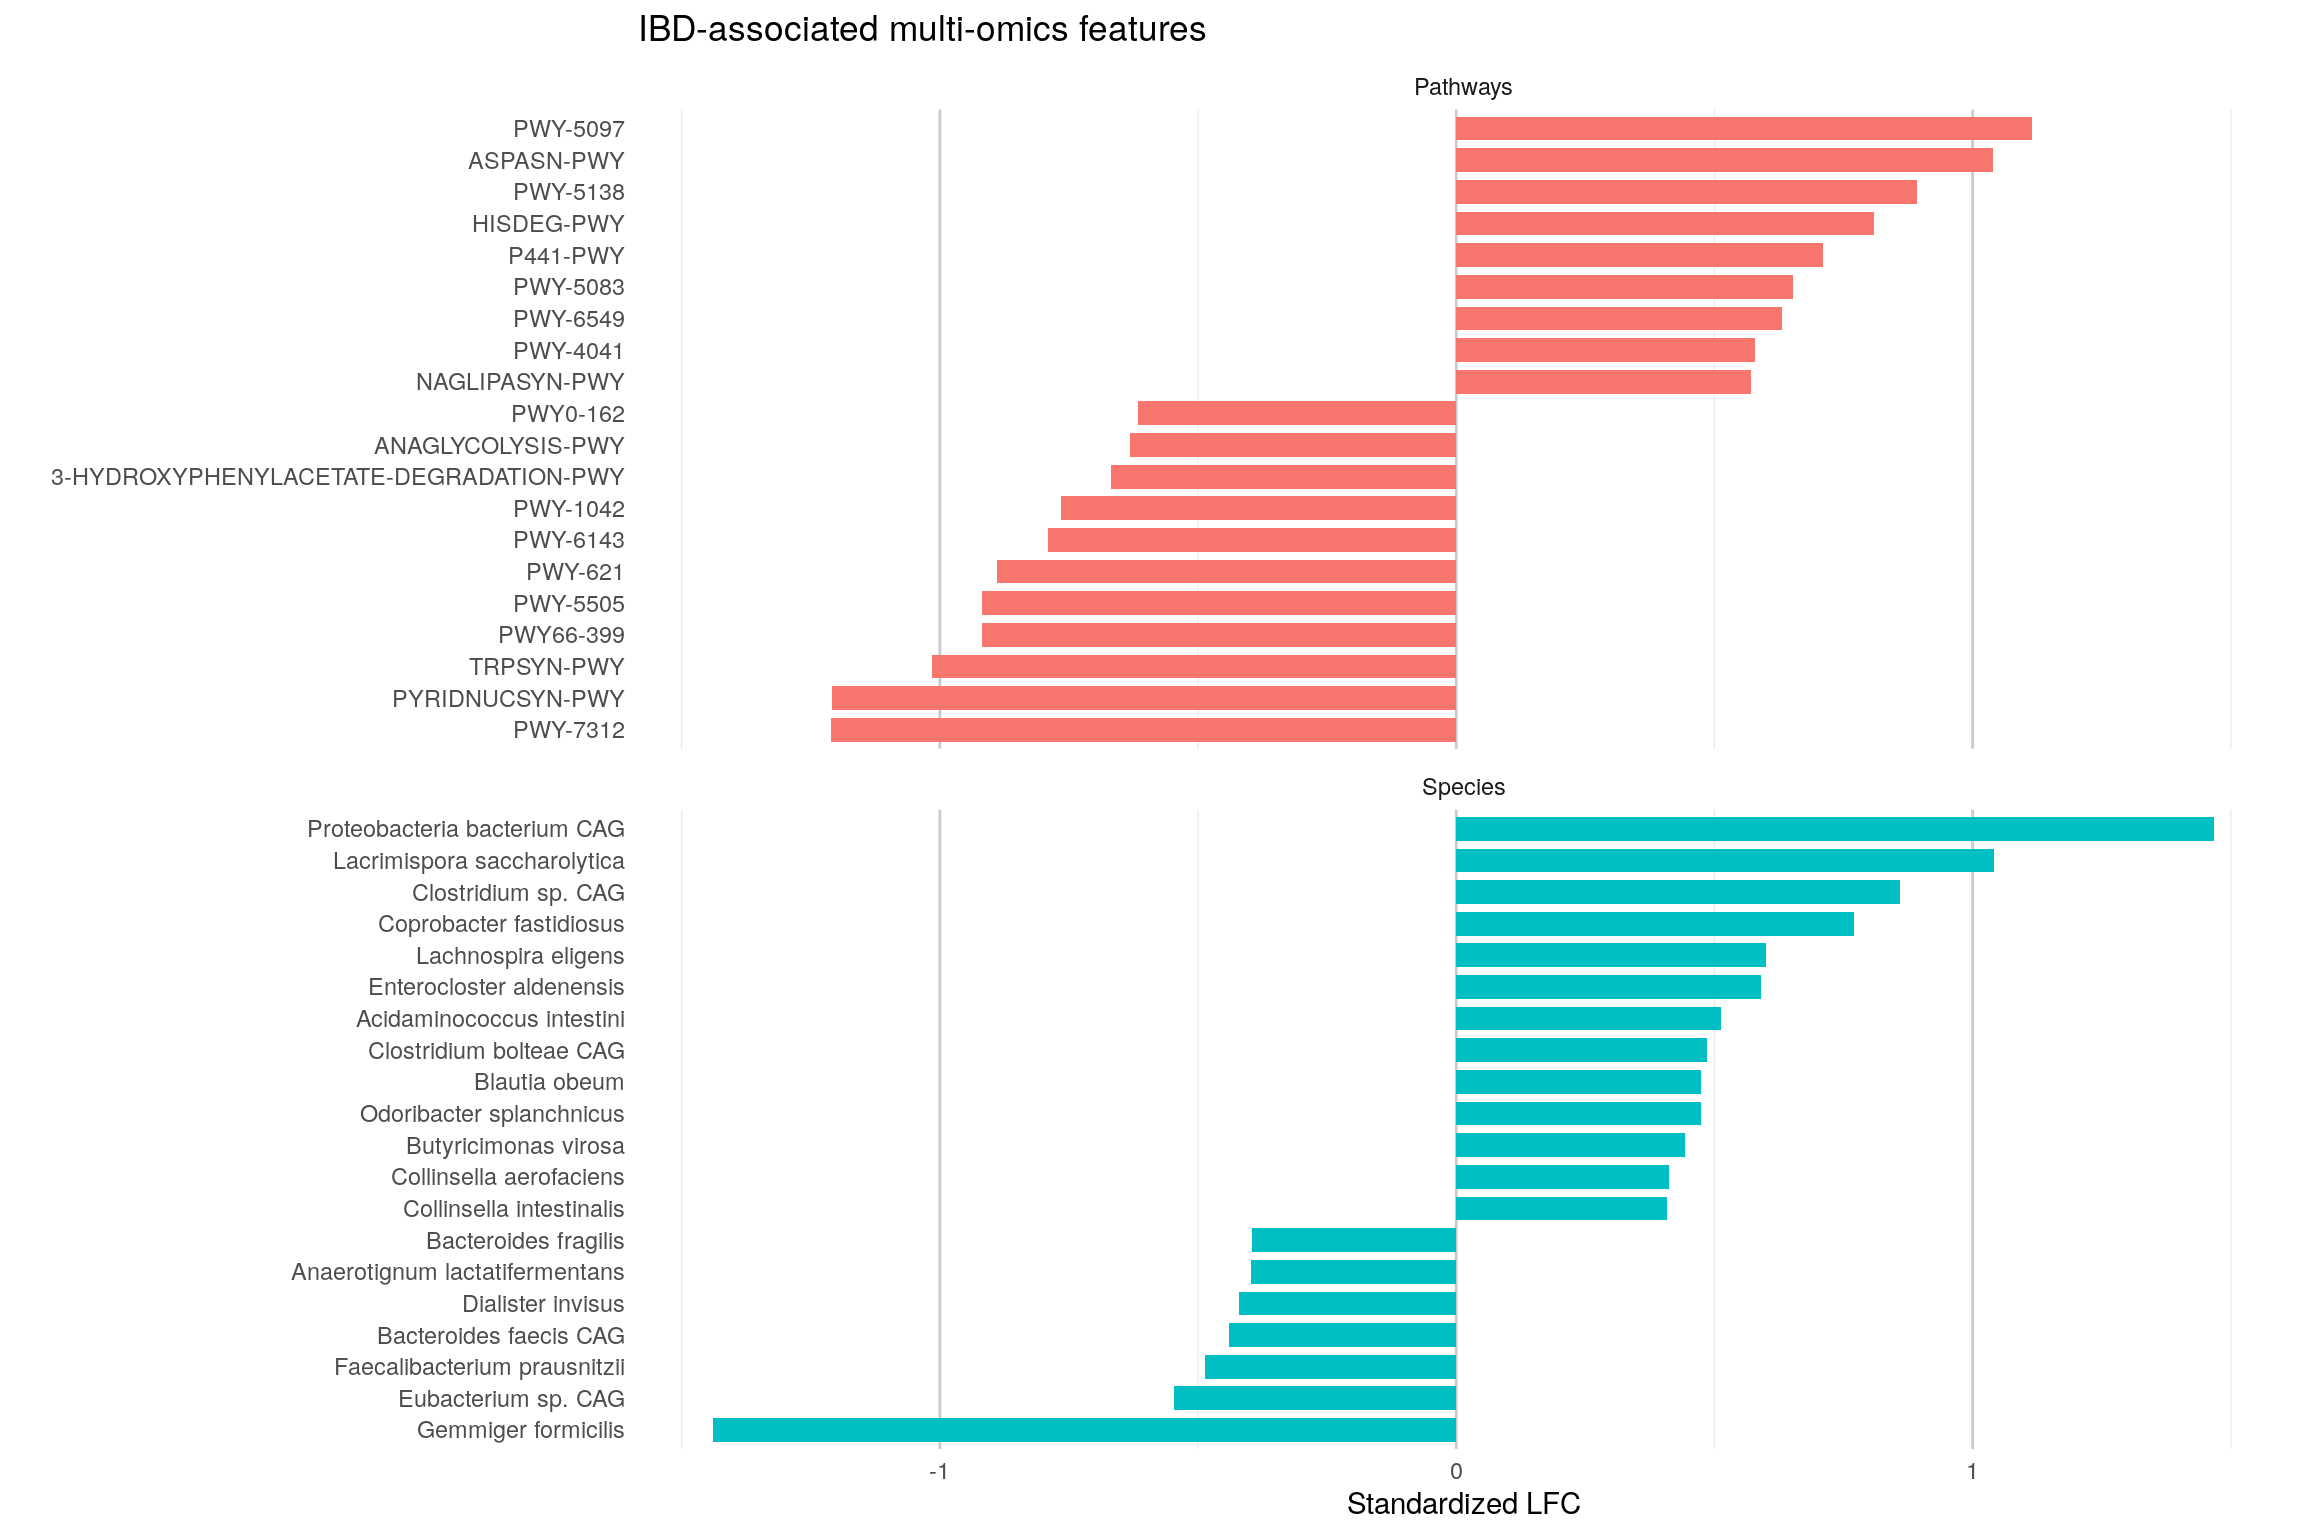 IBD-associated multi-omics features
Pathways
PWY-5097
ASPASN-PWY
PWY-5138
HISDEG-PWY
P441-PWY
PWY-5083
PWY-6549
PWY-4041
NAGLIPASYN-PWY
PWY0-162
ANAGLYCOLYSIS-PWY
3-HYDROXYPHENYLACETATE-DEGRADATION-PWY
PWY-1042
PWY-6143
PWY-621
PWY-5505
PWY66-399
TRPSYN-PWY
PYRIDNUCSYN-PWY
PWY-7312
Species
Proteobacteria bacterium CAG
Lacrimispora saccharolytica
Clostridium sp. CAG
Coprobacter fastidiosus
Lachnospira eligens
Enterocloster aldenensis
Acidaminococcus intestini
Clostridium bolteae CAG
Blautia obeum
Odoribacter splanchnicus
Butyricimonas virosa
Collinsella aerofaciens
Collinsella intestinalis
Bacteroides fragilis
Anaerotignum lactatifermentans
Dialister invisus
Bacteroides faecis CAG
Faecalibacterium prausnitzii
Eubacterium sp. CAG
Gemmiger formicilis
-1 0 1
Standardized LFC